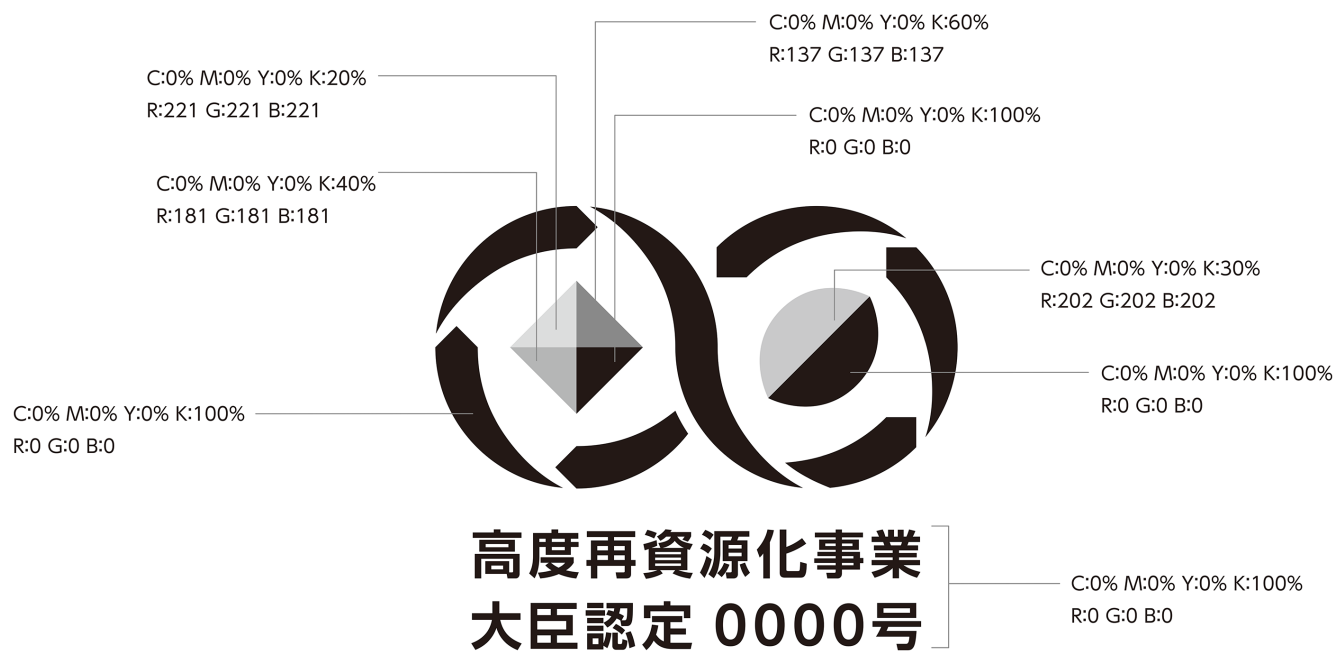 C:0% M:0% Y:0% K:60%
R:137 G:137 B:137
C:0% M:0% Y:0% K:20%
R:221 G:221 B:221
C:0% M:0% Y:0% K:100%
R:0 G:0 B:0
C:0% M:0% Y:0% K:40%
R:181 G:181 B:181
C:0% M:0% Y:0% K:30%
R:202 G:202 B:202
C:0% M:0% Y:0% K:100%
R:0 G:0 B:0
C:0% M:0% Y:0% K:100%
R:0 G:0 B:0
高度再資源化事業
大臣認定 0000号
C:0% M:0% Y:0% K:100%
R:0 G:0 B:0